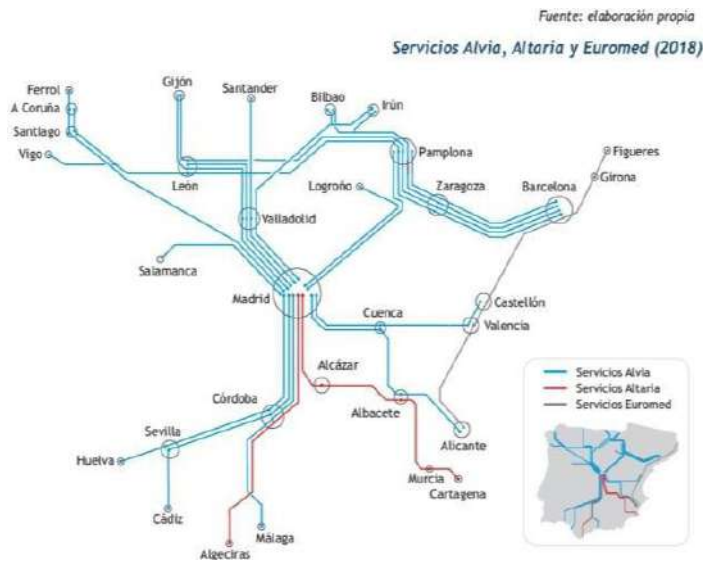 Fuente: elaboración propia
Servicios Alvia, Altaria y Euromed (2018)
Ferrol
A Coruña
Santiago
Vigo
Gijón
Santander
Bilbao
Irún
León
Pamplona
Figueres
Girona
Logroño
Zaragoza
Barcelona
Valladolid
Salamanca
Madrid
Cuenca
Castellón
Valencia
Alcázar
Albacete
Alicante
Córdoba
Sevilla
Huelva
Cádiz
Málaga
Algeciras
Murcia
Cartagena
Servicios Alvia
Servicios Altaria
Servicios Euromed